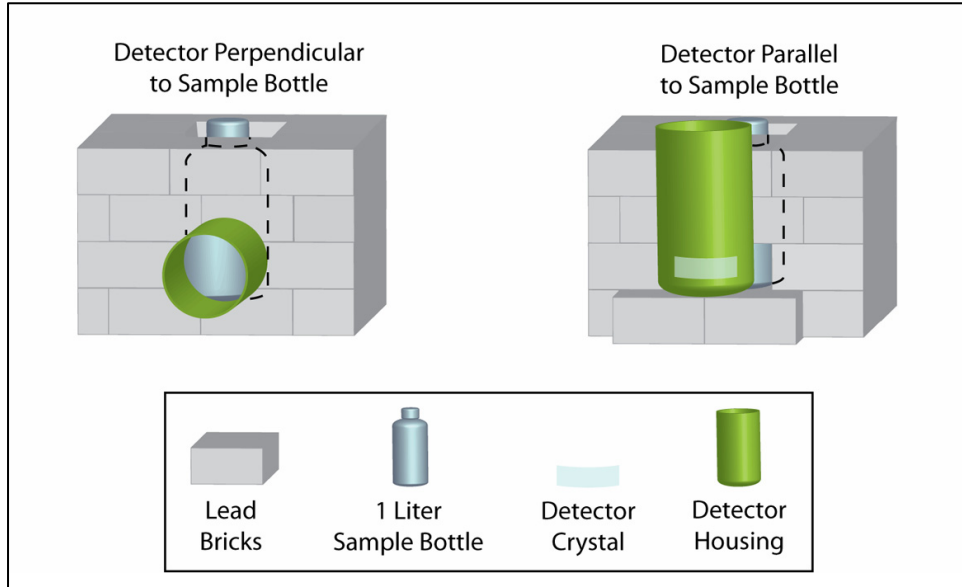 Detector Perpendicular
to Sample Bottle
Detector Parallel
to Sample Bottle
Lead
Bricks
1 Liter
Sample Bottle
Detector
Crystal
Detector
Housing